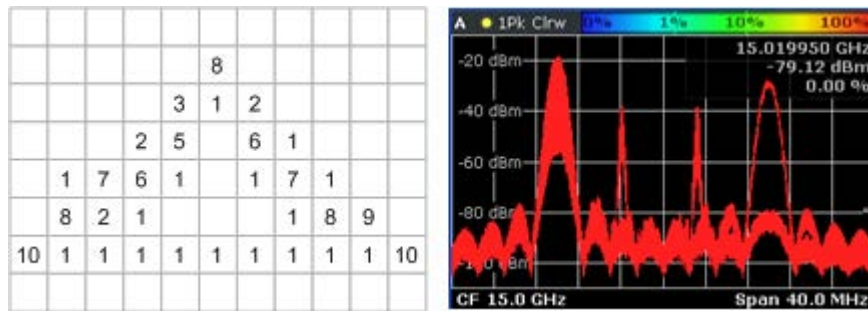 8
3 1 2
2 5 6 1
1 7 6 1 1 7 1
8 2 1 1 8 9
10 1 1 1 1 1 1 1 1 1 10
A 1Pk Clrw 0% 1% 10% 100%
15.019950 GHz
-79.12 dBm
0.00 %
-20 dBm
-40 dBm
-60 dBm
-80 dBm
CF 15.0 GHz Span 40.0 MHz